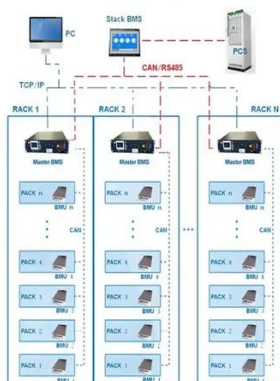 Stack BMS
PC
PCS
CAN/RS485
TCP/IP
RACK 1
RACK 2
RACK N
Master BMS
Master BMS
Master BMS
PACK n
BMU n
PACK n
BMU n
PACK n
BMU n
CAN
CAN
CAN
PACK 4
BMU 4
PACK 4
BMU 4
PACK 4
BMU 4
PACK 3
BMU 3
PACK 3
BMU 3
PACK 3
BMU 3
PACK 2
BMU 2
PACK 2
BMU 2
PACK 2
BMU 2
PACK 1
PACK 1
PACK 1